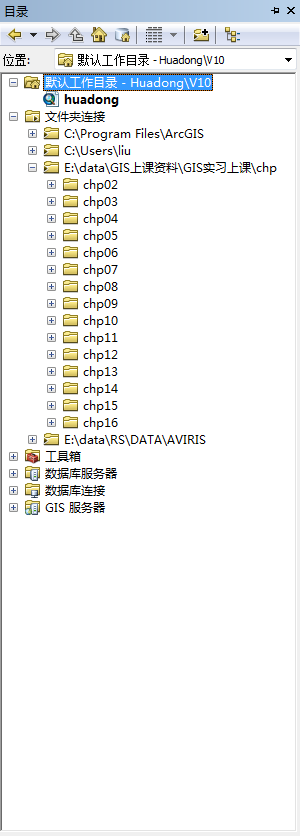 目录
位置:
默认工作目录 - Huadong\V10
默认工作目录 - Huadong\V10
huadong
文件夹连接
C:\Program Files\ArcGIS
C:\Users\liu
E:\data\GIS上课资料\GIS实习上课\chp
chp02
chp03
chp04
chp05
chp06
chp07
chp08
chp09
chp10
chp11
chp12
chp13
chp14
chp15
chp16
E:\data\RS\DATA\AVIRIS
工具箱
数据库服务器
数据库连接
GIS 服务器